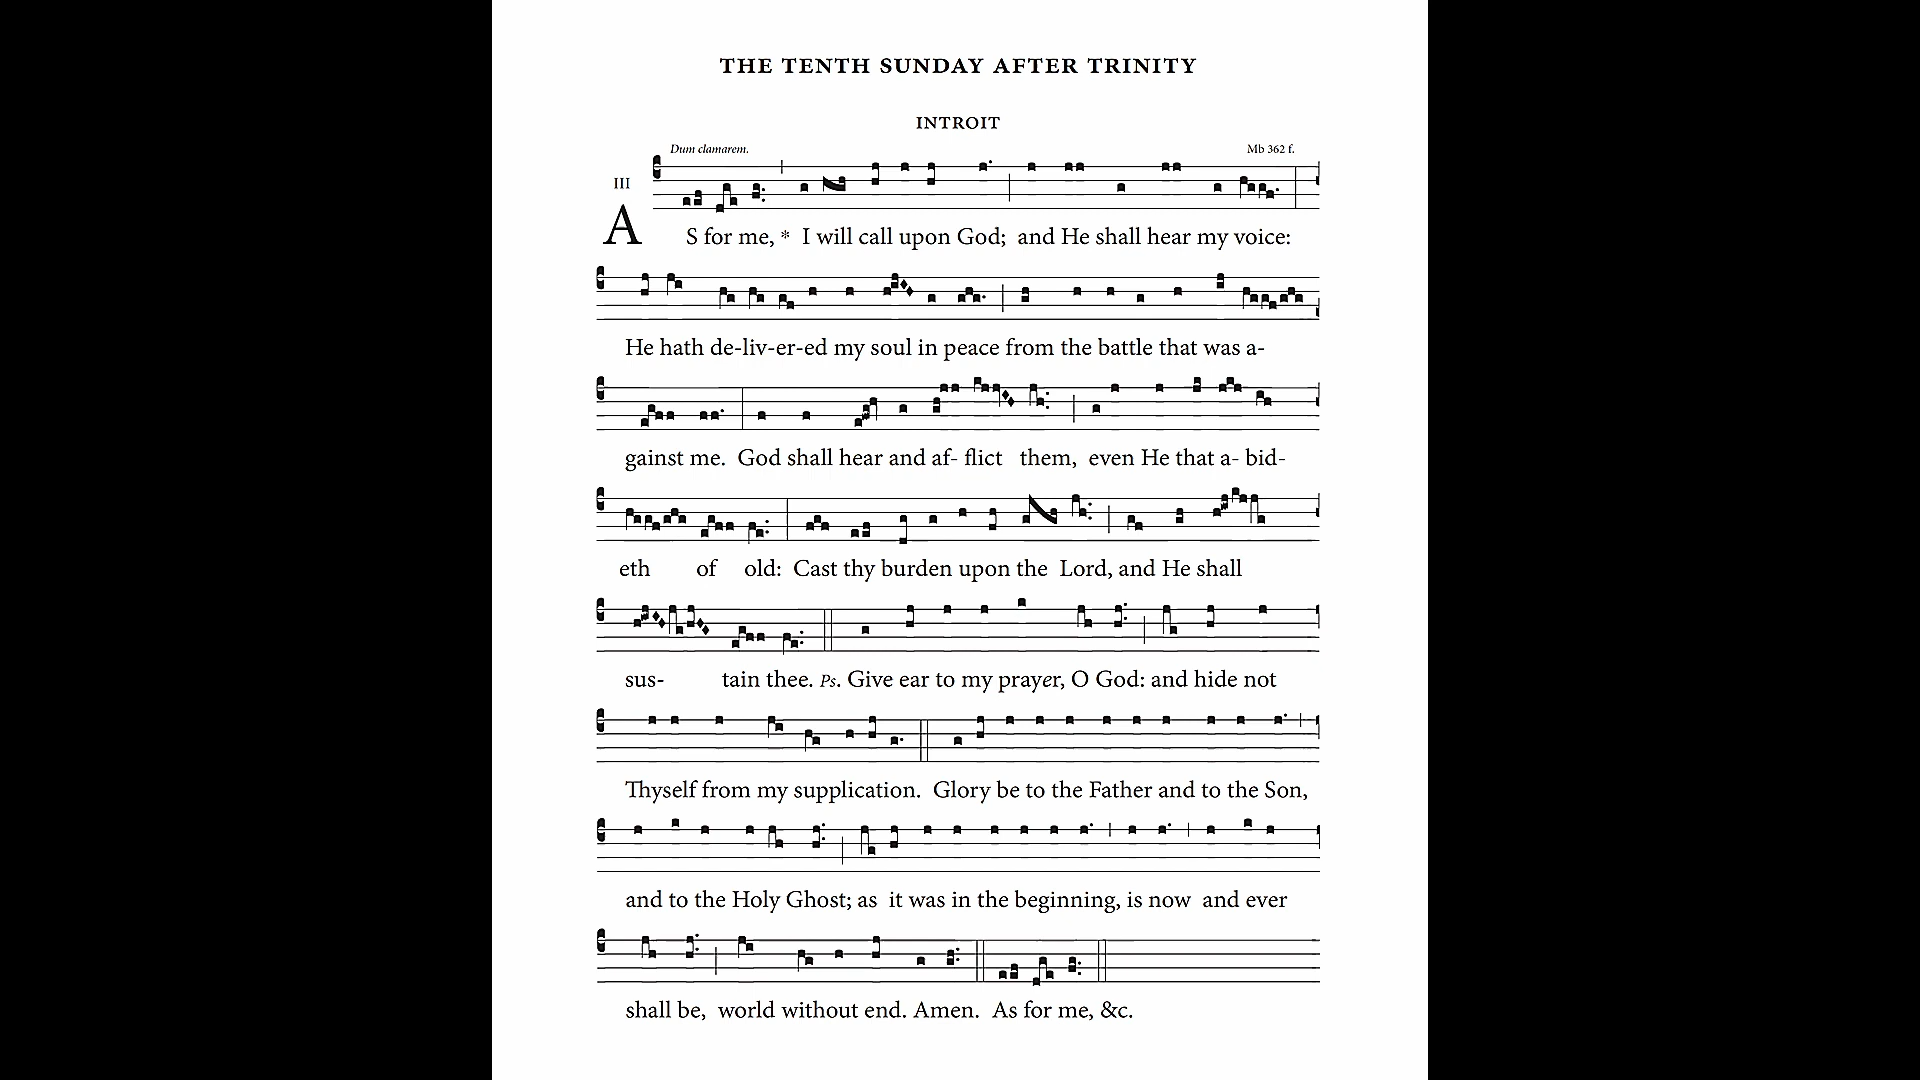 THE TENTH SUNDAY AFTER TRINITY
INTROIT
Dum clamarem. Mb 362 f.
III
AS for me, * I will call upon God; and He shall hear my voice:
He hath de-liv-er-ed my soul in peace from the battle that was a-
gainst me. God shall hear and af- flict them, even He that a- bid-
eth of old: Cast thy burden upon the Lord, and He shall
sus- tain thee. Ps. Give ear to my prayer, O God: and hide not
Thyself from my supplication. Glory be to the Father and to the Son,
and to the Holy Ghost; as it was in the beginning, is now and ever
shall be, world without end. Amen. As for me, &c.